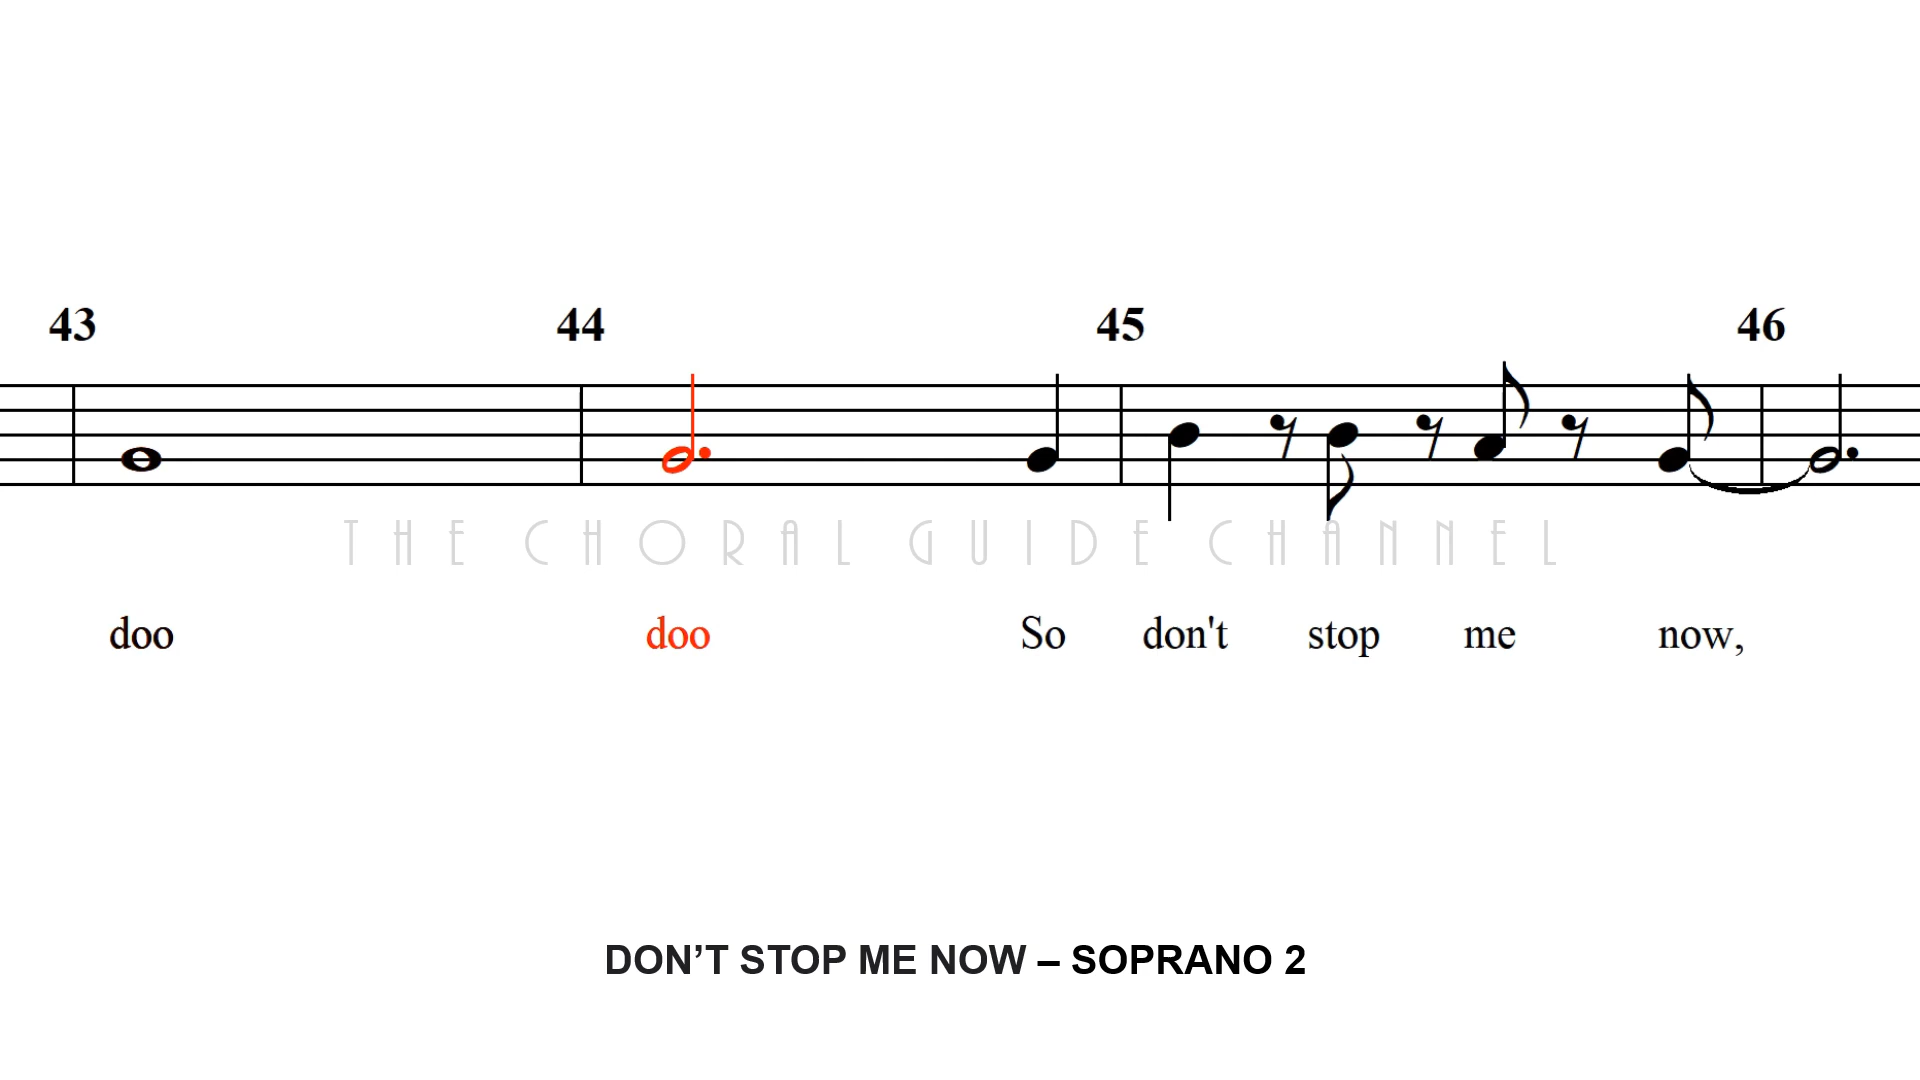 43 44 45 46
THE CHORAL GUIDE CHANNEL
doo doo So don't stop me now,
DON’T STOP ME NOW – SOPRANO 2